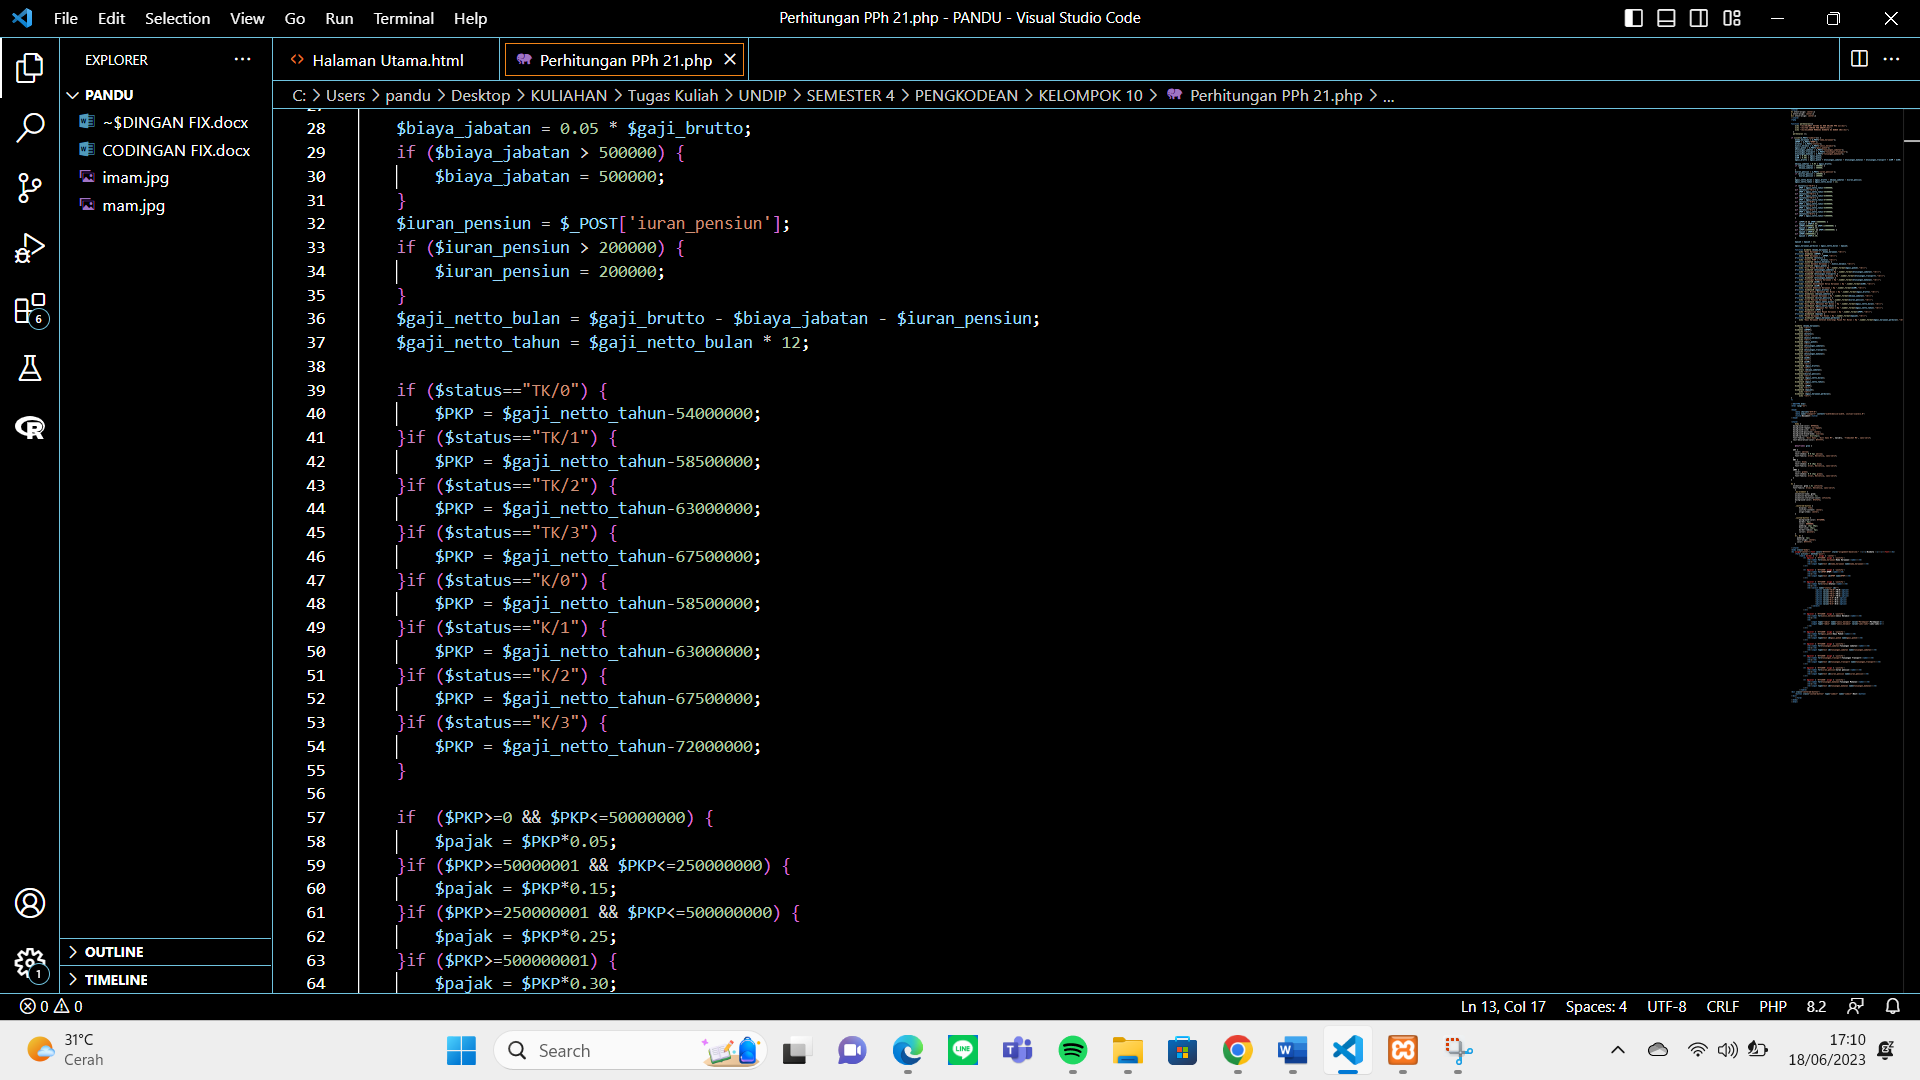 File Edit Selection View Go Run Terminal Help
Perhitungan PPh 21.php - PANDU - Visual Studio Code
EXPLORER
Halaman Utama.html
Perhitungan PPh 21.php
PANDU
C: > Users > pandu > Desktop > KULIAHAN > Tugas Kuliah > UNDIP > SEMESTER 4 > PENGKODEAN > KELOMPOK 10 > Perhitungan PPh 21.php > ...
~$DINGAN FIX.docx
CODINGAN FIX.docx
imam.jpg
mam.jpg
28 $biaya_jabatan = 0.05 * $gaji_brutto;
29 if ($biaya_jabatan > 500000) {
30 $biaya_jabatan = 500000;
31 }
32 $iuran_pensiun = $_POST['iuran_pensiun'];
33 if ($iuran_pensiun > 200000) {
34 $iuran_pensiun = 200000;
35 }
36 $gaji_netto_bulan = $gaji_brutto - $biaya_jabatan - $iuran_pensiun;
37 $gaji_netto_tahun = $gaji_netto_bulan * 12;
38
39 if ($status=="TK/0") {
40 $PKP = $gaji_netto_tahun-54000000;
41 }if ($status=="TK/1") {
42 $PKP = $gaji_netto_tahun-58500000;
43 }if ($status=="TK/2") {
44 $PKP = $gaji_netto_tahun-63000000;
45 }if ($status=="TK/3") {
46 $PKP = $gaji_netto_tahun-67500000;
47 }if ($status=="K/0") {
48 $PKP = $gaji_netto_tahun-58500000;
49 }if ($status=="K/1") {
50 $PKP = $gaji_netto_tahun-63000000;
51 }if ($status=="K/2") {
52 $PKP = $gaji_netto_tahun-67500000;
53 }if ($status=="K/3") {
54 $PKP = $gaji_netto_tahun-72000000;
55 }
56
57 if  ($PKP>=0 && $PKP<=50000000) {
58 $pajak = $PKP*0.05;
59 }if ($PKP>=50000001 && $PKP<=250000000) {
60 $pajak = $PKP*0.15;
61 }if ($PKP>=250000001 && $PKP<=500000000) {
62 $pajak = $PKP*0.25;
63 }if ($PKP>=500000001) {
64 $pajak = $PKP*0.30;
6
1
OUTLINE
TIMELINE
0 0
Ln 13, Col 17 Spaces: 4 UTF-8 CRLF PHP 8.2
31°C
Cerah
Search
17:10
18/06/2023